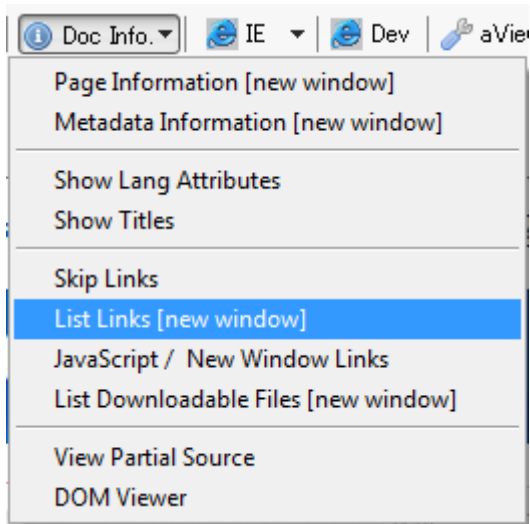 Doc Info. IE Dev aVie
Page Information [new window]
Metadata Information [new window]
Show Lang Attributes
Show Titles
Skip Links
List Links [new window]
JavaScript / New Window Links
List Downloadable Files [new window]
View Partial Source
DOM Viewer